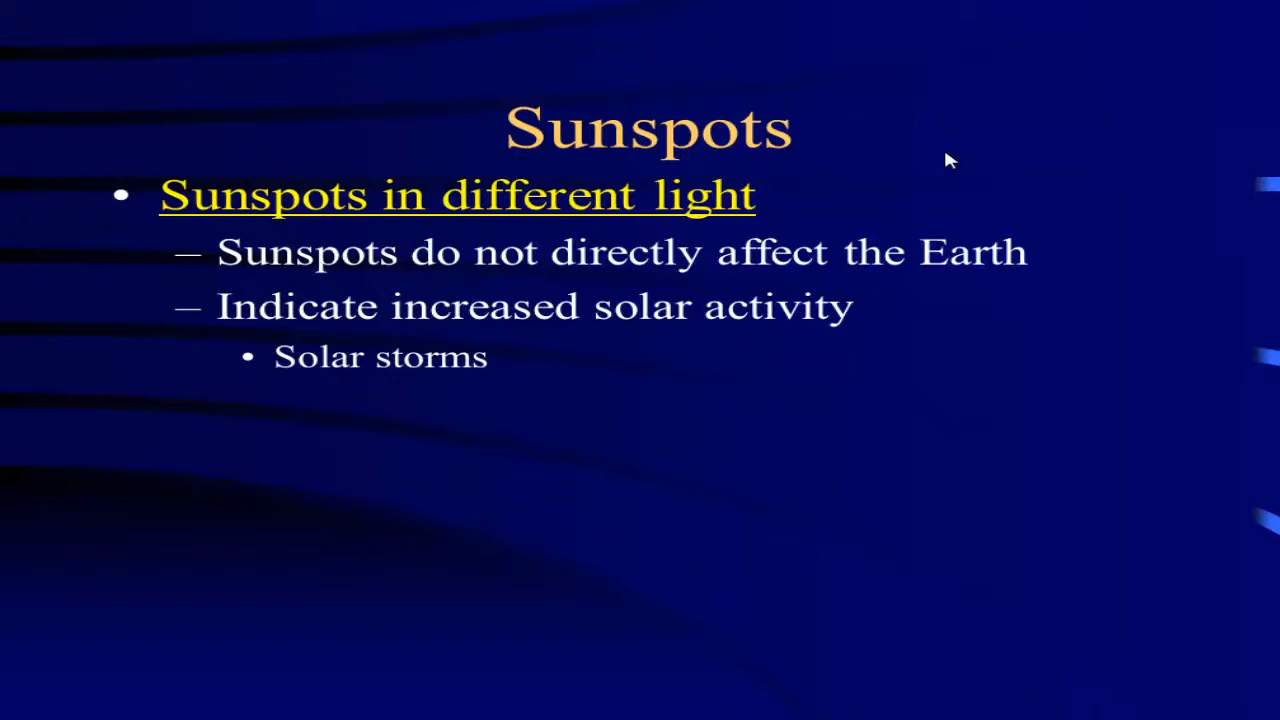 Sunspots
• Sunspots in different light
– Sunspots do not directly affect the Earth
– Indicate increased solar activity
• Solar storms